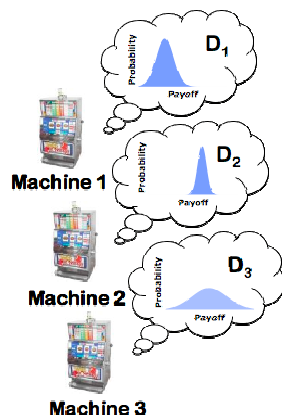 Probability
D1
Payoff
Machine 1
Probability
D2
Payoff
Machine 2
Probability
D3
Payoff
Machine 3